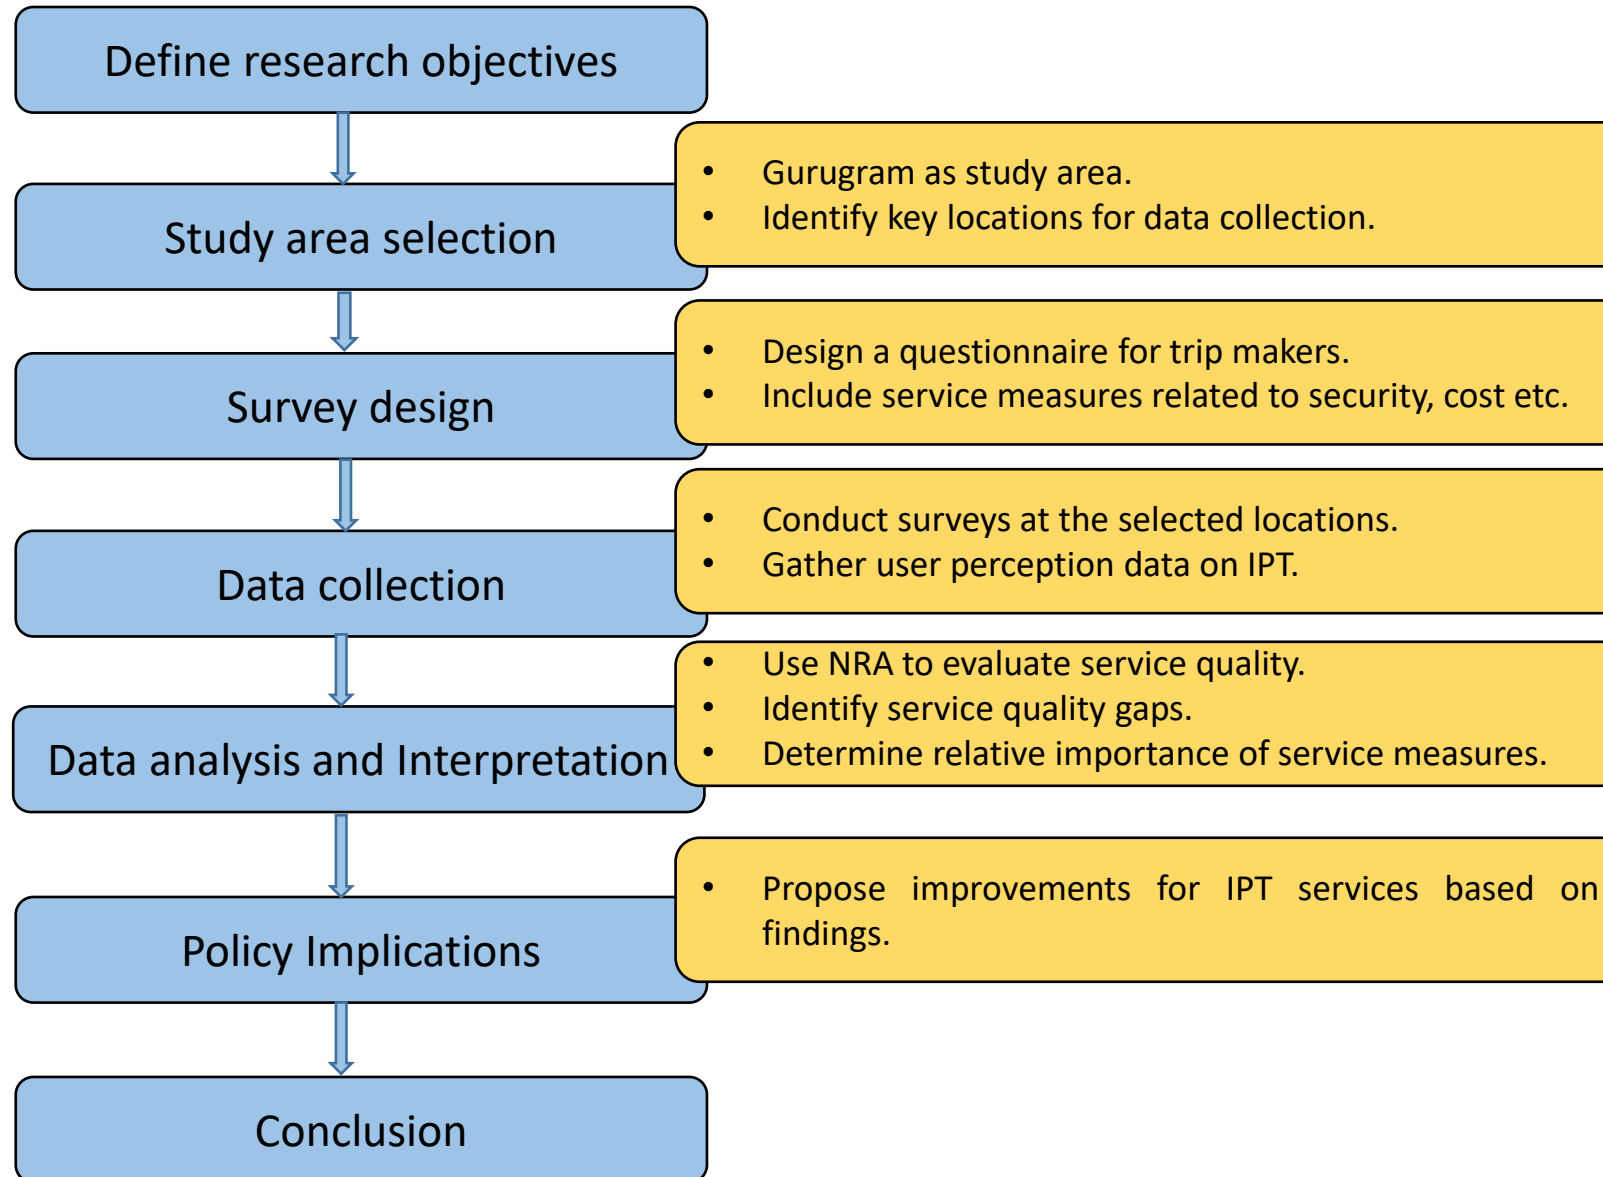 Define research objectives
Study area selection
• Gurugram as study area.
• Identify key locations for data collection.
Survey design
• Design a questionnaire for trip makers.
• Include service measures related to security, cost etc.
Data collection
• Conduct surveys at the selected locations.
• Gather user perception data on IPT.
Data analysis and Interpretation
• Use NRA to evaluate service quality.
• Identify service quality gaps.
• Determine relative importance of service measures.
Policy Implications
• Propose improvements for IPT services based on
findings.
Conclusion